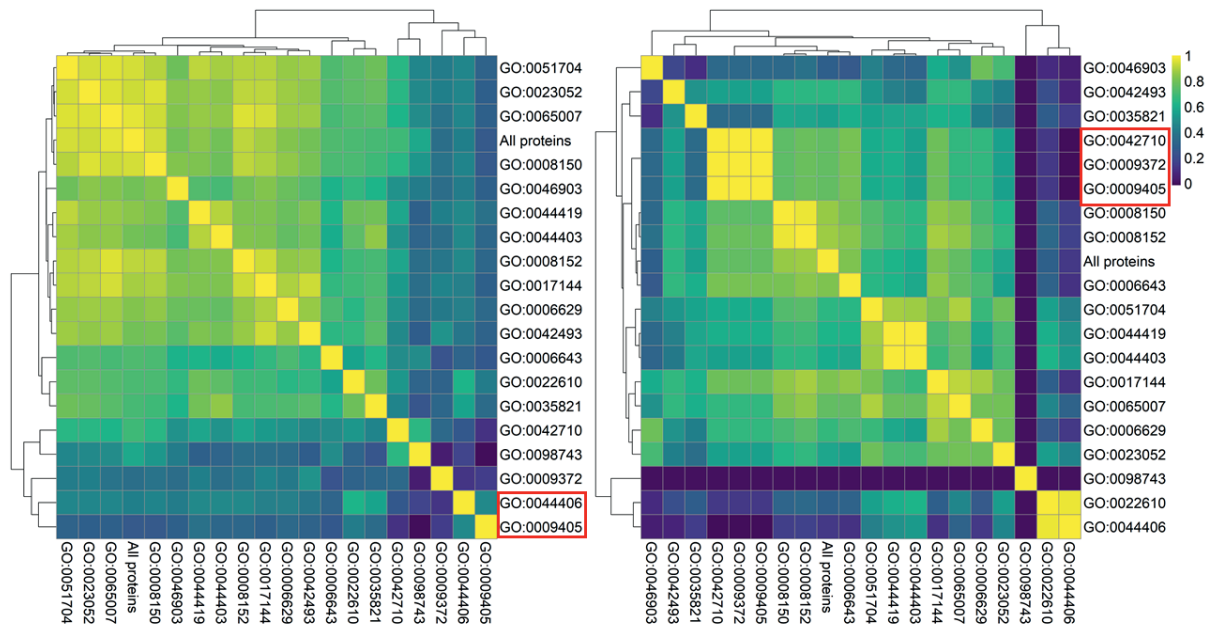 GO:0051704
GO:0023052
GO:0065007
All proteins
GO:0008150
GO:0046903
GO:0044419
GO:0044403
GO:0008152
GO:0017144
GO:0006629
GO:0042493
GO:0006643
GO:0022610
GO:0035821
GO:0042710
GO:0098743
GO:0009372
GO:0044406
GO:0009405
GO:0051704
GO:0023052
GO:0065007
All proteins
GO:0008150
GO:0046903
GO:0044419
GO:0044403
GO:0008152
GO:0017144
GO:0006629
GO:0042493
GO:0006643
GO:0022610
GO:0035821
GO:0042710
GO:0098743
GO:0009372
GO:0044406
GO:0009405
GO:0046903
GO:0042493
GO:0035821
GO:0042710
GO:0009372
GO:0009405
GO:0008150
GO:0008152
All proteins
GO:0006643
GO:0051704
GO:0044419
GO:0044403
GO:0017144
GO:0065007
GO:0006629
GO:0023052
GO:0098743
GO:0022610
GO:0044406
GO:0046903
GO:0042493
GO:0035821
GO:0042710
GO:0009372
GO:0009405
GO:0008150
GO:0008152
All proteins
GO:0006643
GO:0051704
GO:0044419
GO:0044403
GO:0017144
GO:0065007
GO:0006629
GO:0023052
GO:0098743
GO:0022610
GO:0044406
1
0.8
0.6
0.4
0.2
0